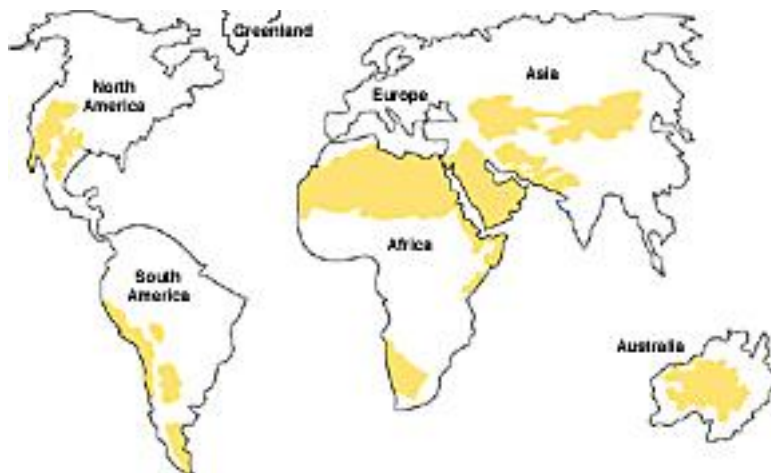 Greenland
North
America
Europe
Asia
Africa
South
America
Australia